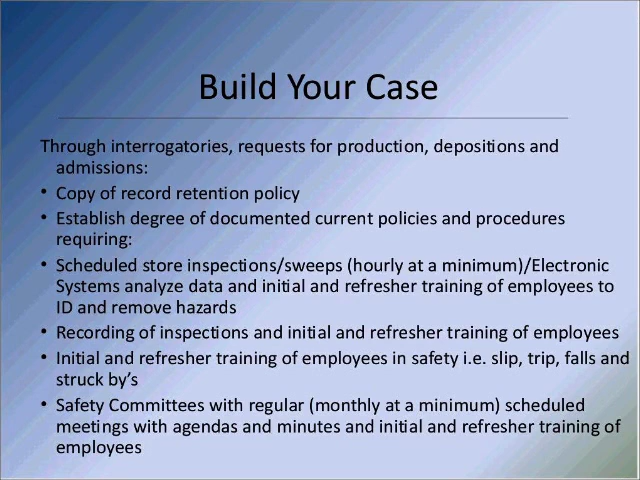 Build Your Case
Through interrogatories, requests for production, depositions and
admissions:
• Copy of record retention policy
• Establish degree of documented current policies and procedures
requiring:
• Scheduled store inspections/sweeps (hourly at a minimum)/Electronic
Systems analyze data and initial and refresher training of employees to
ID and remove hazards
• Recording of inspections and initial and refresher training of employees
• Initial and refresher training of employees in safety i.e. slip, trip, falls and
struck by’s
• Safety Committees with regular (monthly at a minimum) scheduled
meetings with agendas and minutes and initial and refresher training of
employees